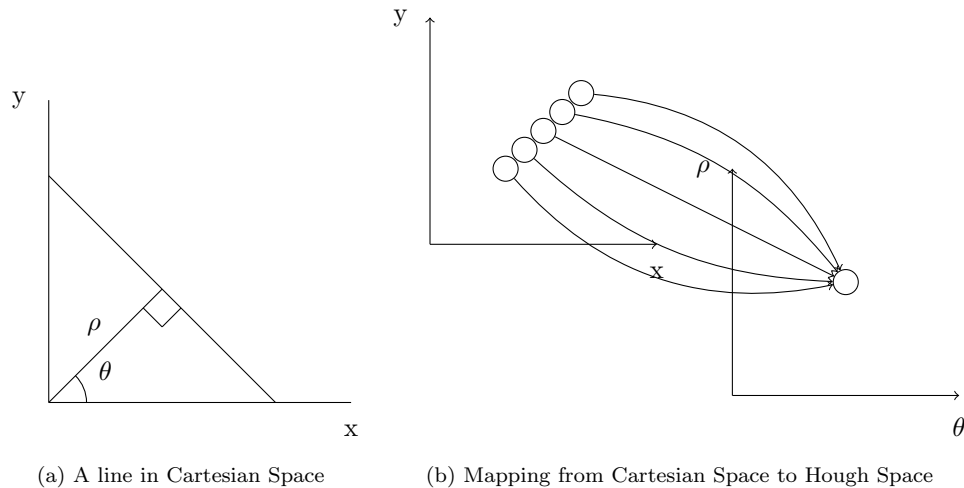 y
ρ
θ
x
(a) A line in Cartesian Space
y
x
ρ
θ
(b) Mapping from Cartesian Space to Hough Space